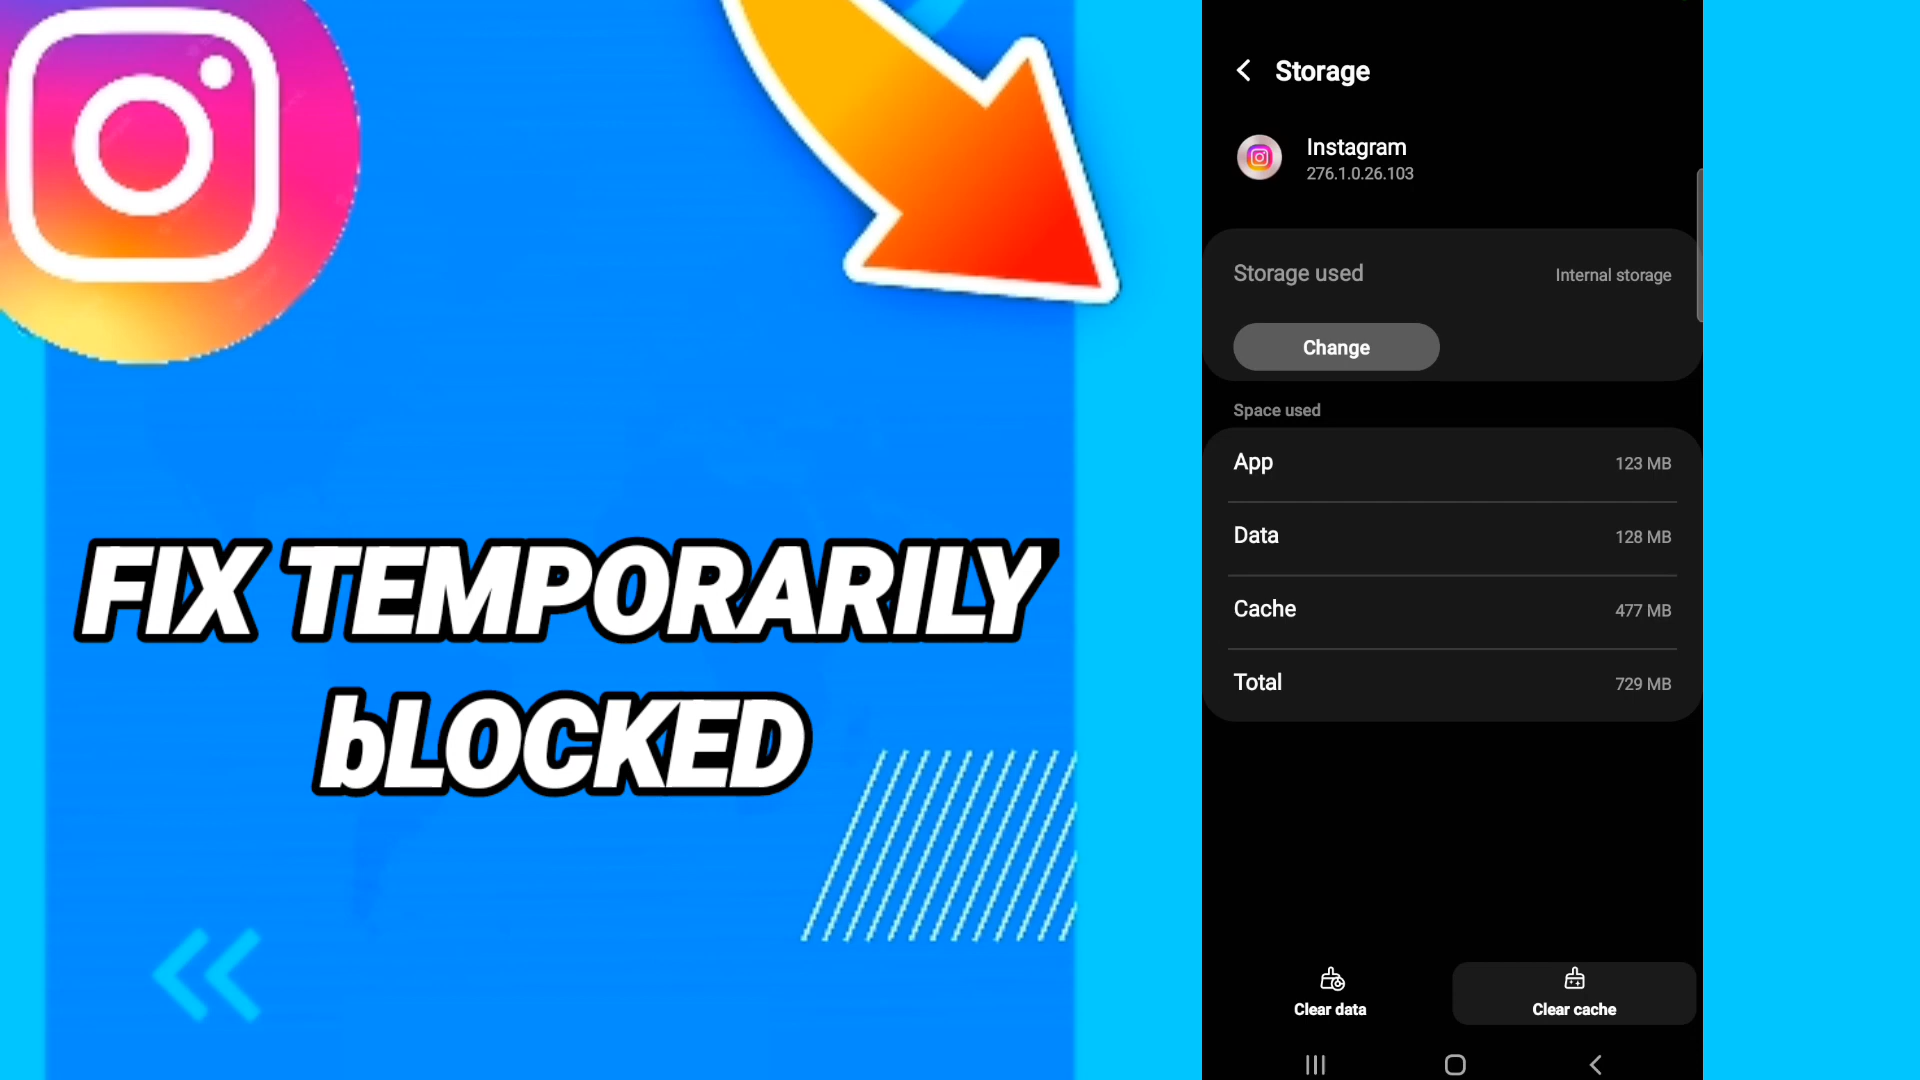 FIX TEMPORARILY
bLOCKED
Storage
Instagram
276.1.0.26.103
Storage used
Internal storage
Change
Space used
App
123 MB
Data
128 MB
Cache
477 MB
Total
729 MB
Clear data
Clear cache